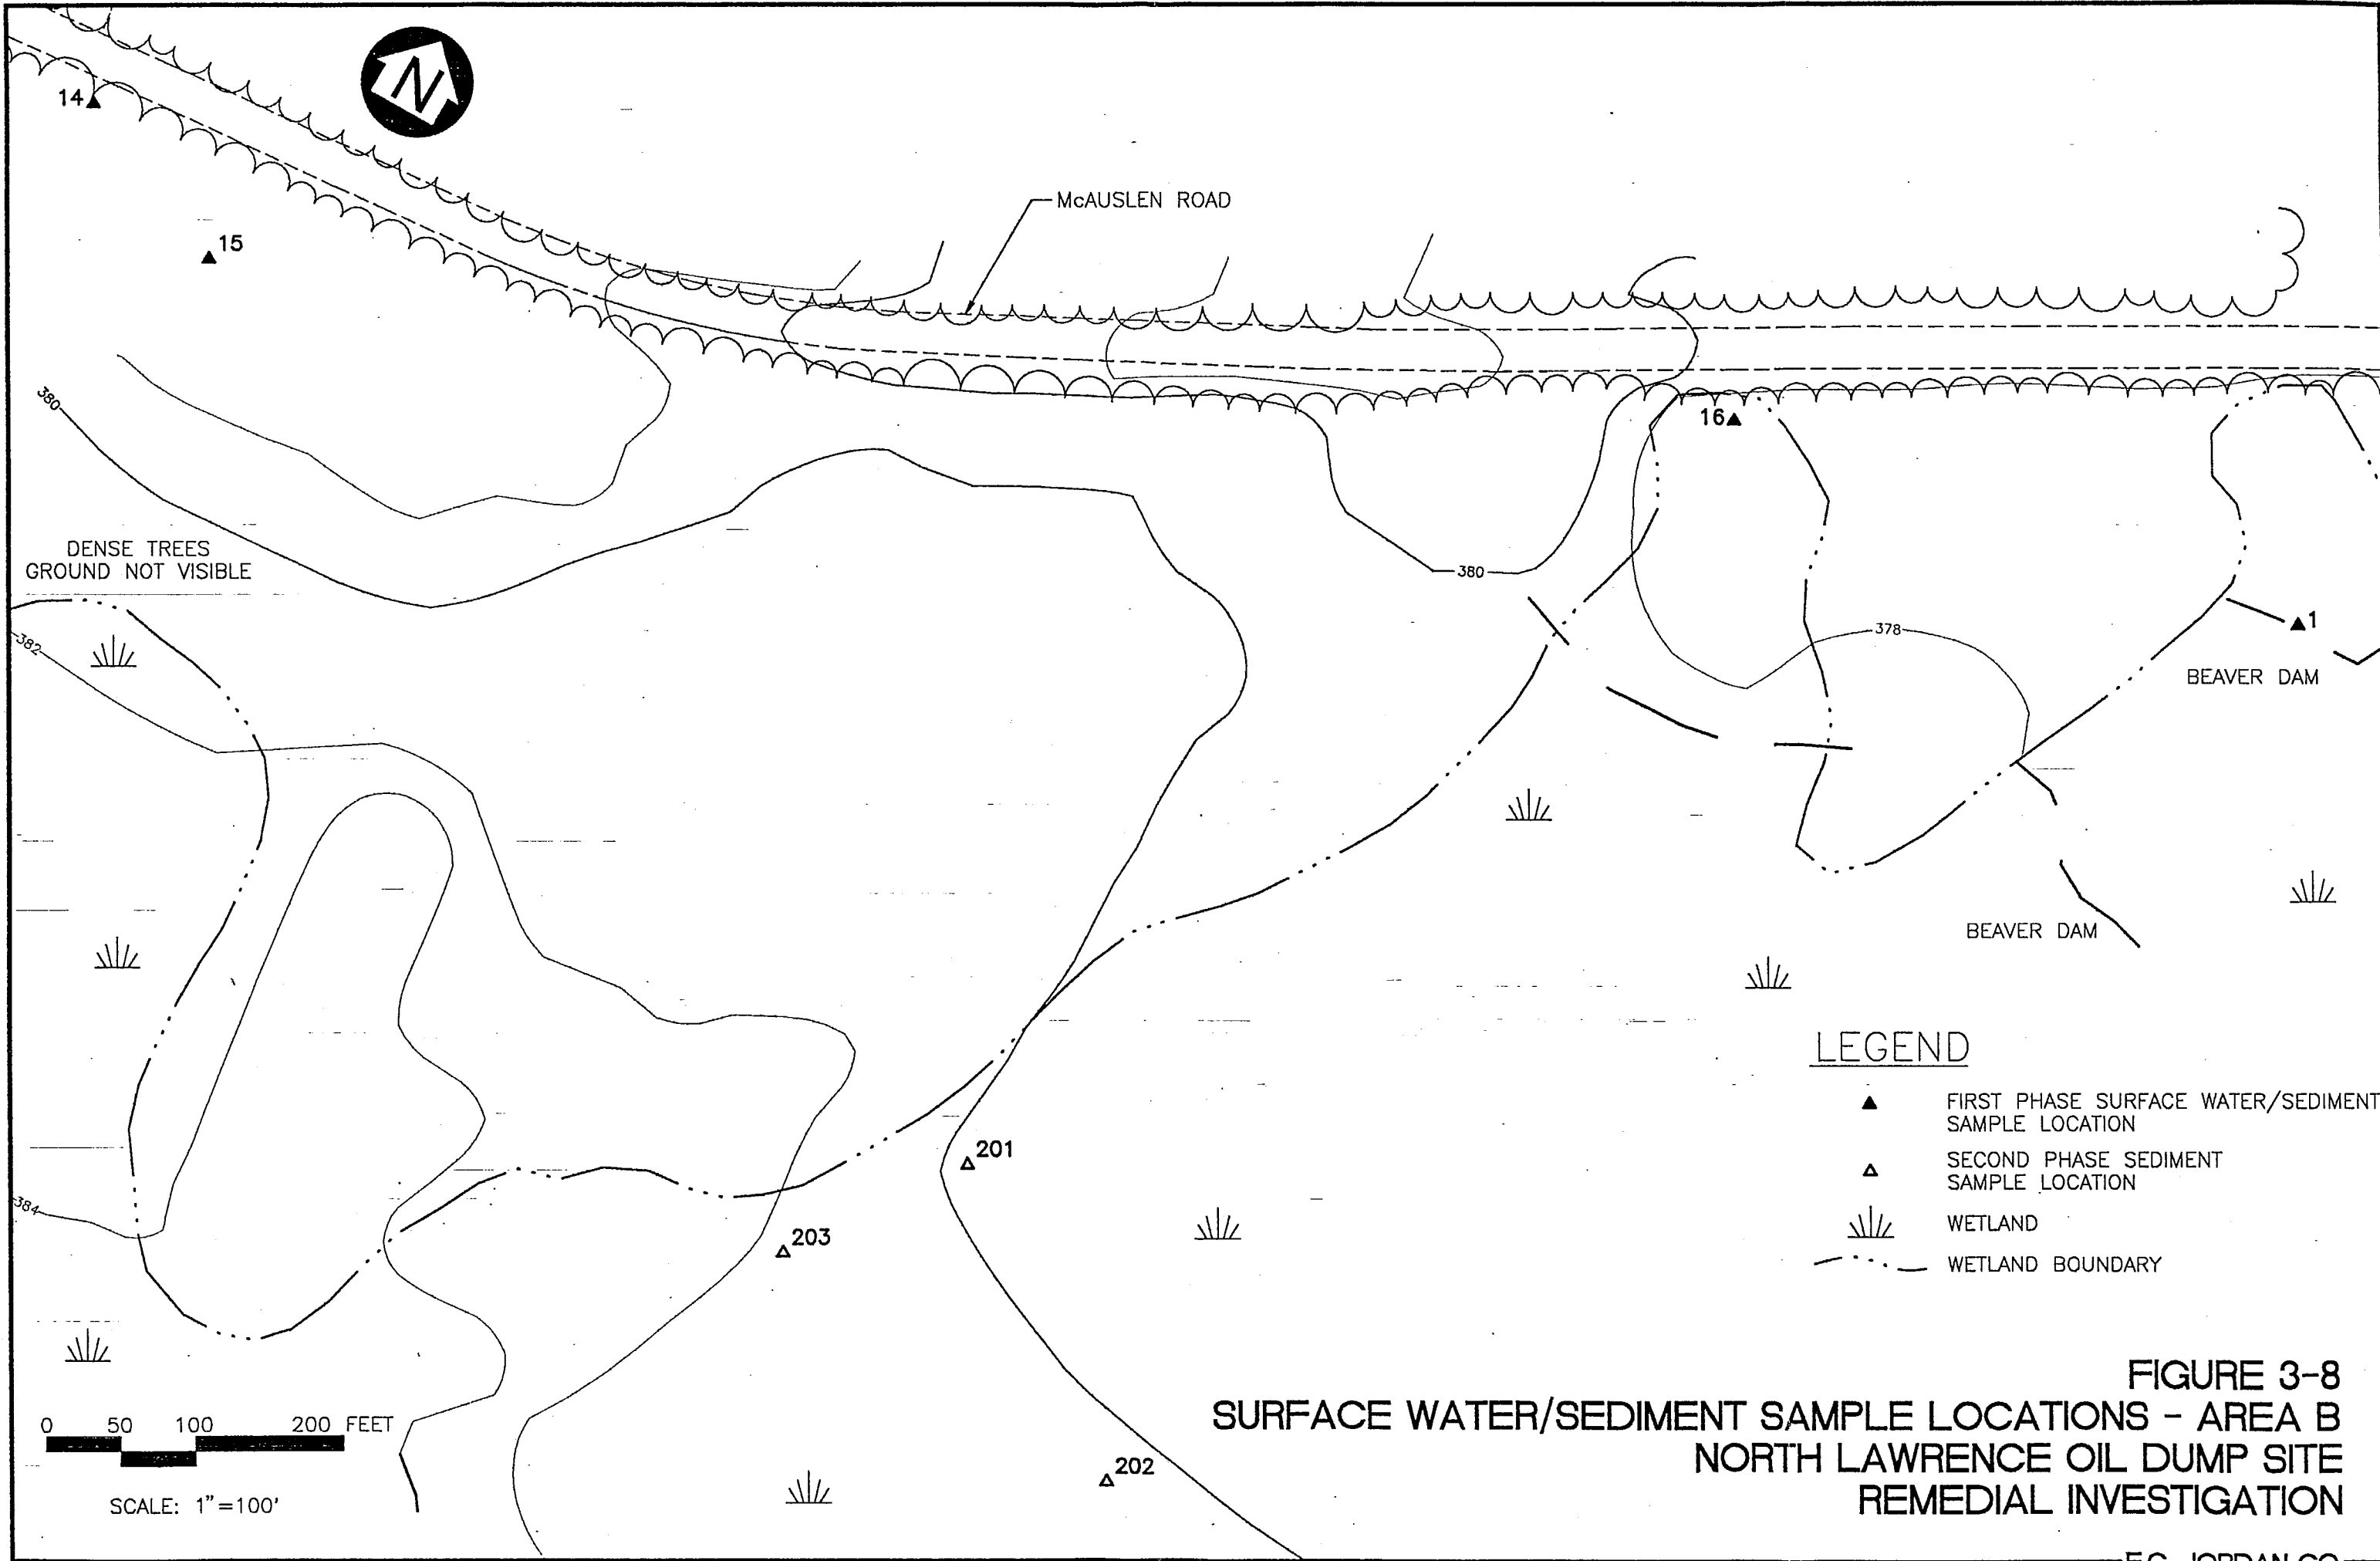 N
14
McAUSLEN ROAD
15
380
16
DENSE TREES
GROUND NOT VISIBLE
380
1
378
382
BEAVER DAM
BEAVER DAM
LEGEND
FIRST PHASE SURFACE WATER/SEDIMENT
SAMPLE LOCATION
201
SECOND PHASE SEDIMENT
SAMPLE LOCATION
384
203
WETLAND
WETLAND BOUNDARY
FIGURE 3-8
SURFACE WATER/SEDIMENT SAMPLE LOCATIONS - AREA B
NORTH LAWRENCE OIL DUMP SITE
REMEDIAL INVESTIGATION
0 50 100 200 FEET
202
SCALE: 1"=100'
E.C. JORDAN CO